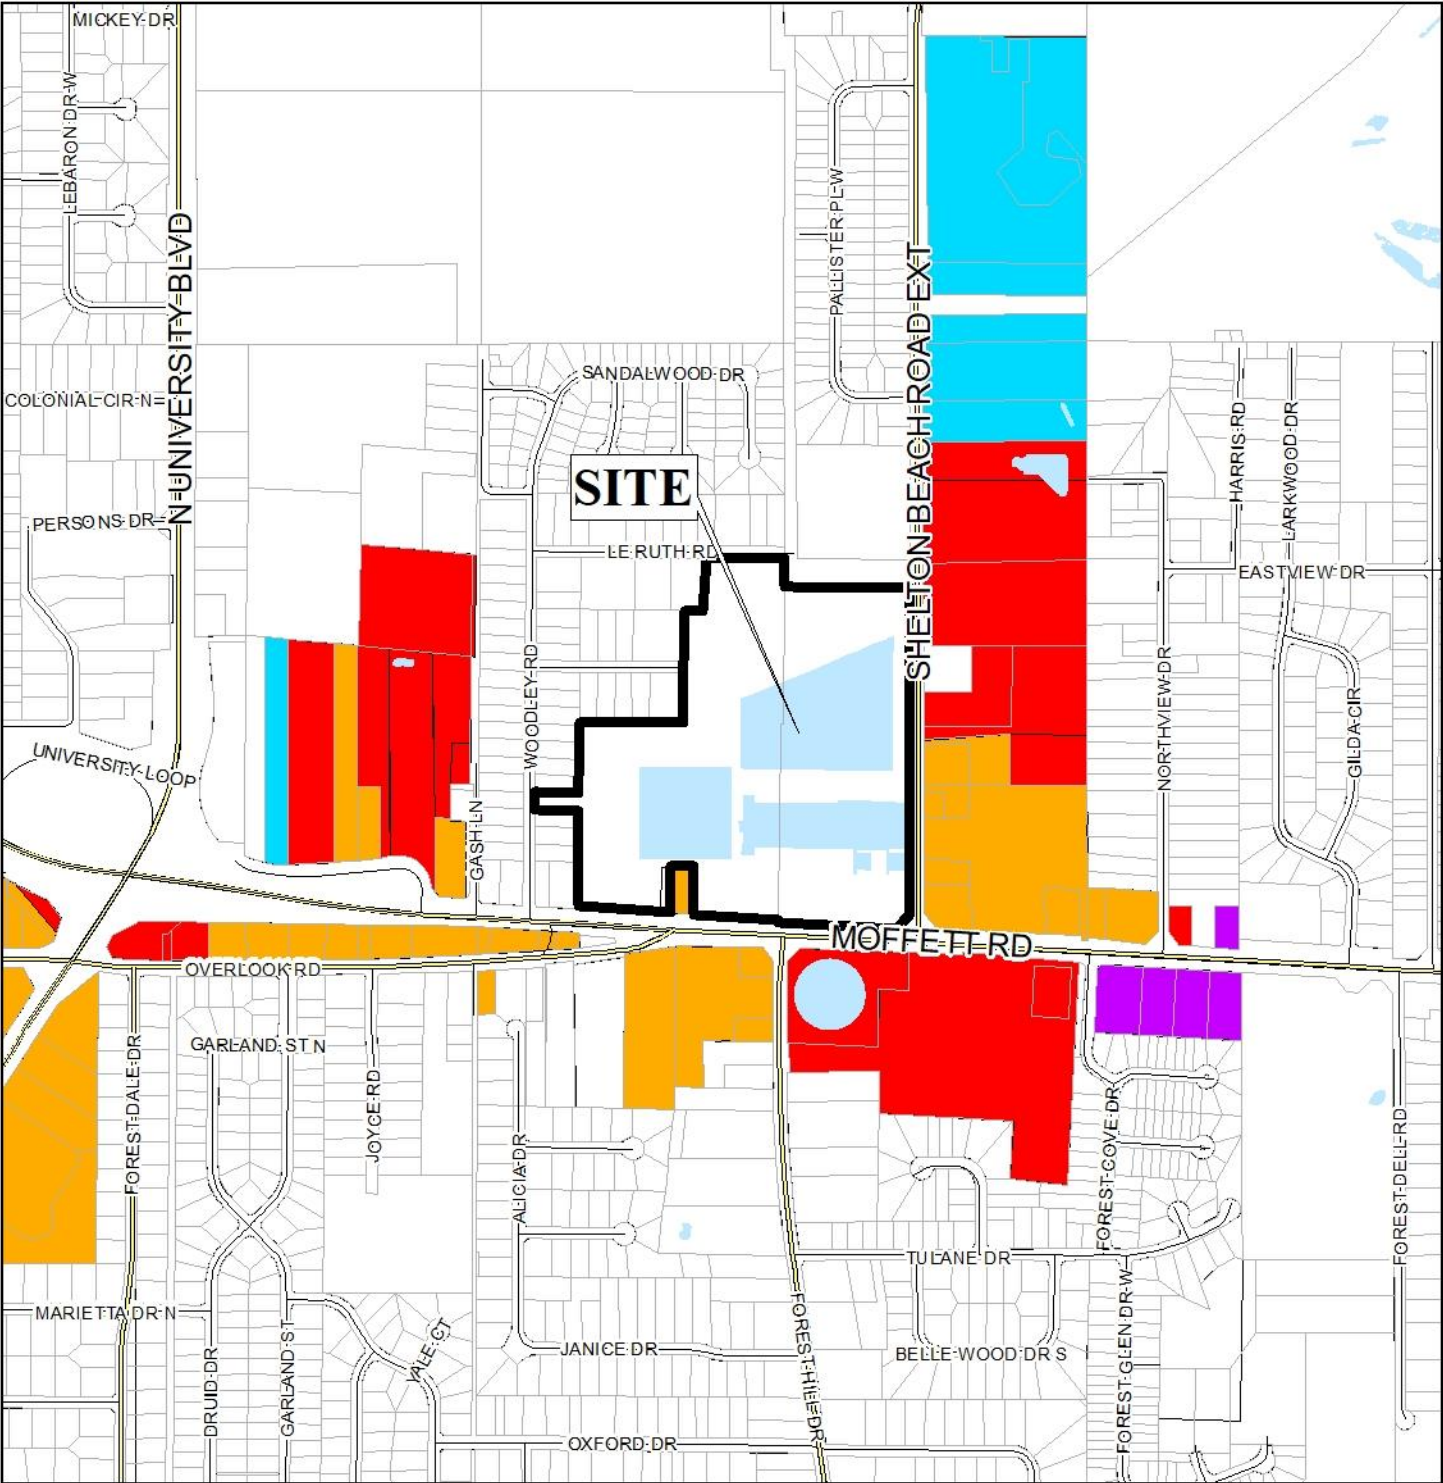 MICKEY DR
LEBARON DR W
N UNIVERSITY BLVD
PALLISTER PL W
SHELTON BEACH ROAD EXT
SANDALWOOD DR
COLONIAL CIR N
HARRIS RD
LARKWOOD DR
SITE
PERSONS DR
LE RUTH RD
EASTVIEW DR
WOODLEY RD
NORTHVIEW DR
GILDA CIR
UNIVERSITY LOOP
GASH LN
MOFFETT RD
OVERLOOK RD
GARLAND ST N
FOREST DALE DR
JOYCE RD
ALICIA DR
FOREST COVE DR
FOREST DELL RD
TULANE DR
MARIETTA DR N
FOREST HILL DR
YALE CT
JANICE DR
BELLE WOOD DR S
DRUID DR
GARLAND ST
FOREST GLEN DR W
OXFORD DR